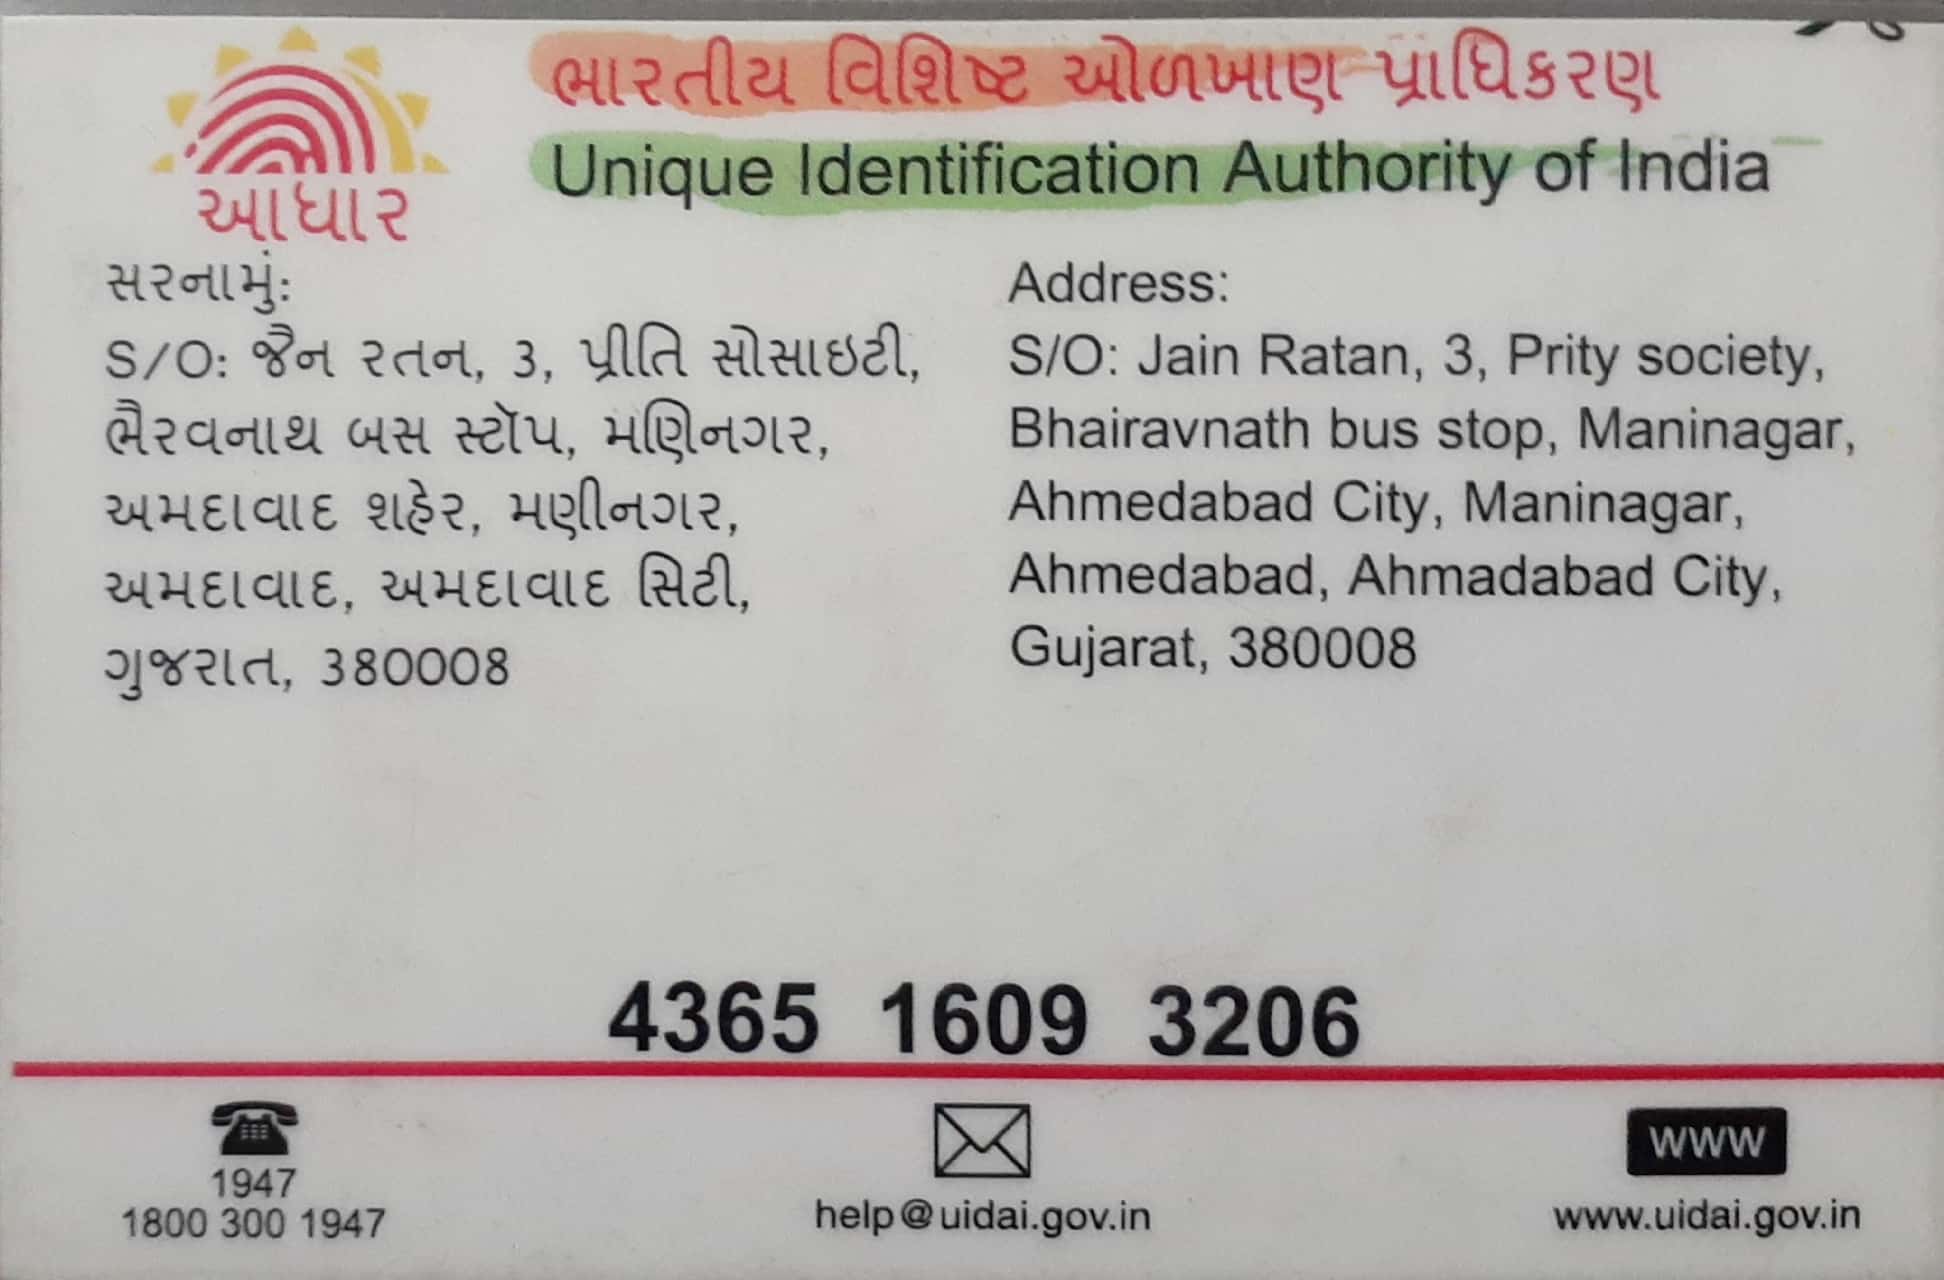 ભારતીય વિશિષ્ટ ઓળખાણ પ્રાધિકરણ
Unique Identification Authority of India
આધાર
સરનામું:
S/O: જૈન રતન, 3, પ્રીતિ સોસાઇટી,
ભૈરવનાથ બસ સ્ટૉપ, મણિનગર,
અમદાવાદ શહેર, મણીનગર,
અમદાવાદ, અમદાવાદ સિટી,
ગુજરાત, 380008
Address:
S/O: Jain Ratan, 3, Prity society,
Bhairavnath bus stop, Maninagar,
Ahmedabad City, Maninagar,
Ahmedabad, Ahmadabad City,
Gujarat, 380008
4365 1609 3206
1947
1800 300 1947
help@uidai.gov.in
www
www.uidai.gov.in